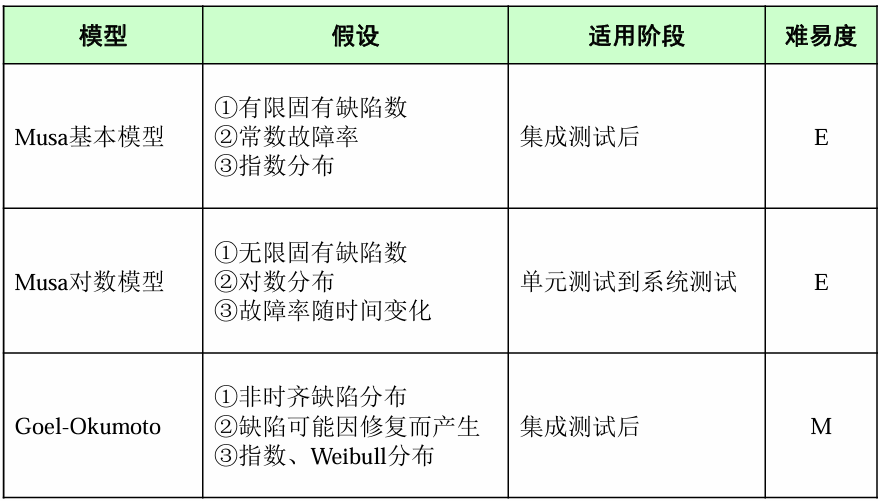 模型 假设 适用阶段 难易度
Musa基本模型
①有限固有缺陷数
②常数故障率
③指数分布
集成测试后
E
Musa对数模型
①无限固有缺陷数
②对数分布
③故障率随时间变化
单元测试到系统测试
E
Goel-Okumoto
①非时齐缺陷分布
②缺陷可能因修复而产生
③指数、Weibull分布
集成测试后
M